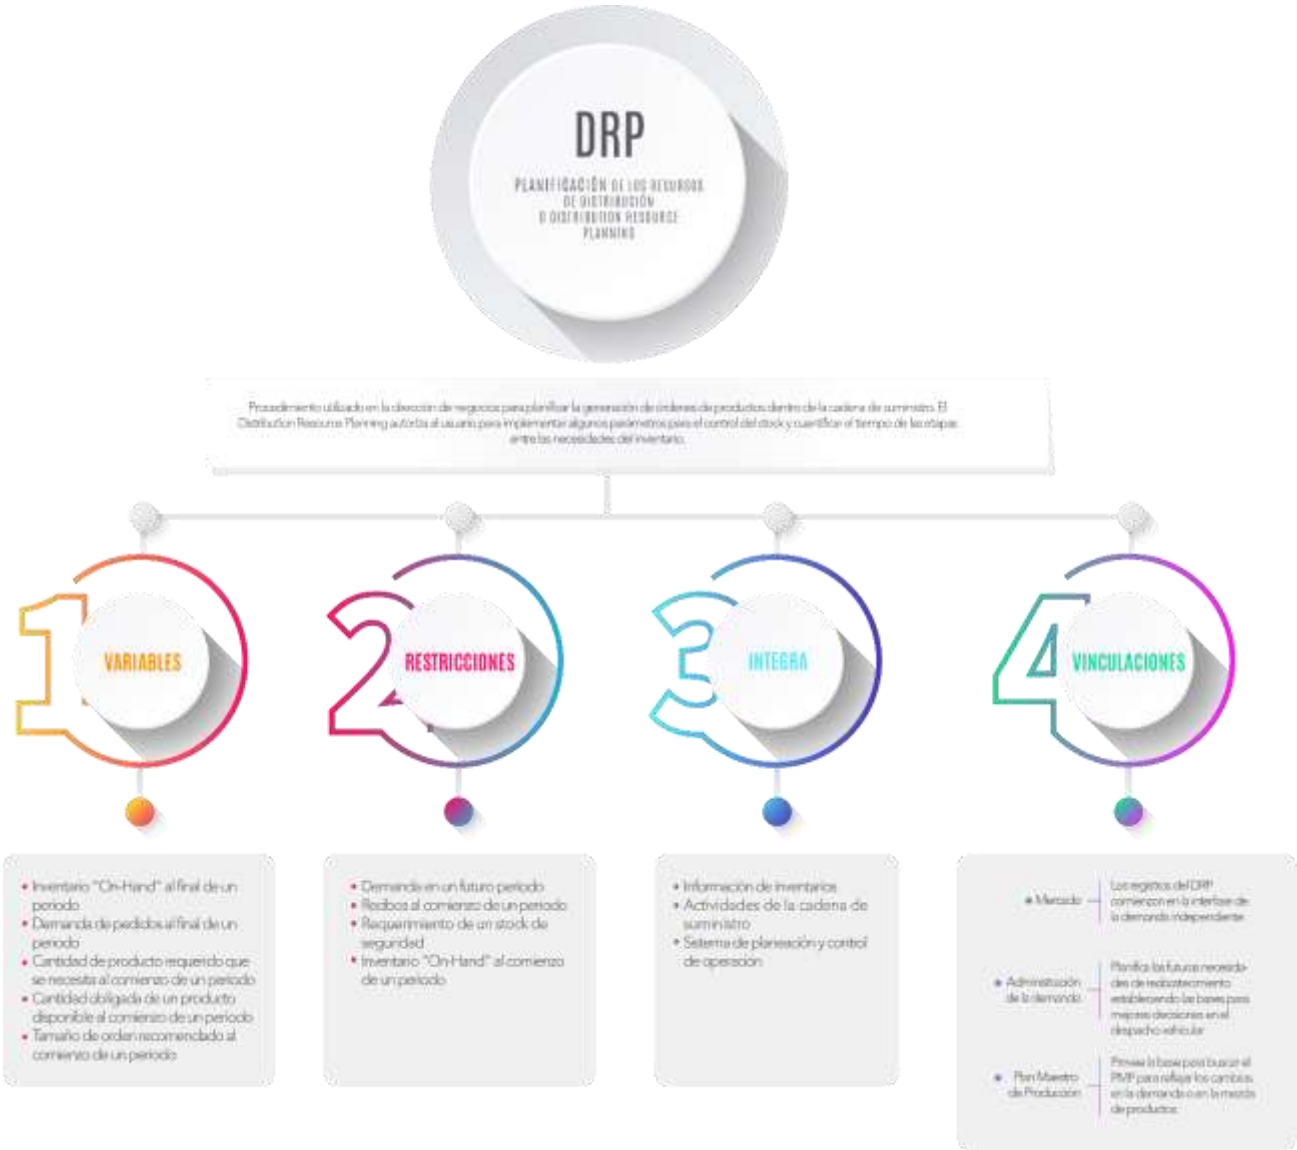 DRP
PLANIFICACIÓN DE LOS RECURSOS
DE DISTRIBUCIÓN
O DISTRIBUTION RESOURCE
PLANNING
Procedimiento utilizado en la dirección de negocios para planificar la generación de órdenes de productos dentro de la cadena de suministro. El
Distribution Resource Planning autoriza al usuario para implementar algunos parámetros para el control del stock y cuantificar el tiempo de las etapas
entre las necesidades del inventario.
1
VARIABLES
2
RESTRICCIONES
3
INTEGRA
4
VINCULACIONES
• Inventario "On-Hand" al final de un
periodo
• Demanda de pedidos al final de un
periodo
• Cantidad de producto requerido que
se necesita al comienzo de un periodo
• Cantidad obligada de un producto
disponible al comienzo de un periodo
• Tamaño de orden recomendado al
comienzo de un periodo
• Demanda en un futuro periodo
• Recibos al comienzo de un periodo
• Requerimiento de un stock de
seguridad
• Inventario "On-Hand" al comienzo
de un periodo
• Información de inventarios
• Actividades de la cadena de
suministro
• Sistema de planeación y control
de operación
• Mercado
Los registros del DRP
comienzan en la interfase de
la demanda independiente
• Administración
de la demanda
Planifica las futuras necesida-
des de reabastecimiento
estableciendo las bases para
mejores decisiones en el
despacho vehicular
• Plan Maestro
de Producción
Provee la base para buscar el
PMP para reflejar los cambios
en la demanda o en la mezcla
de productos